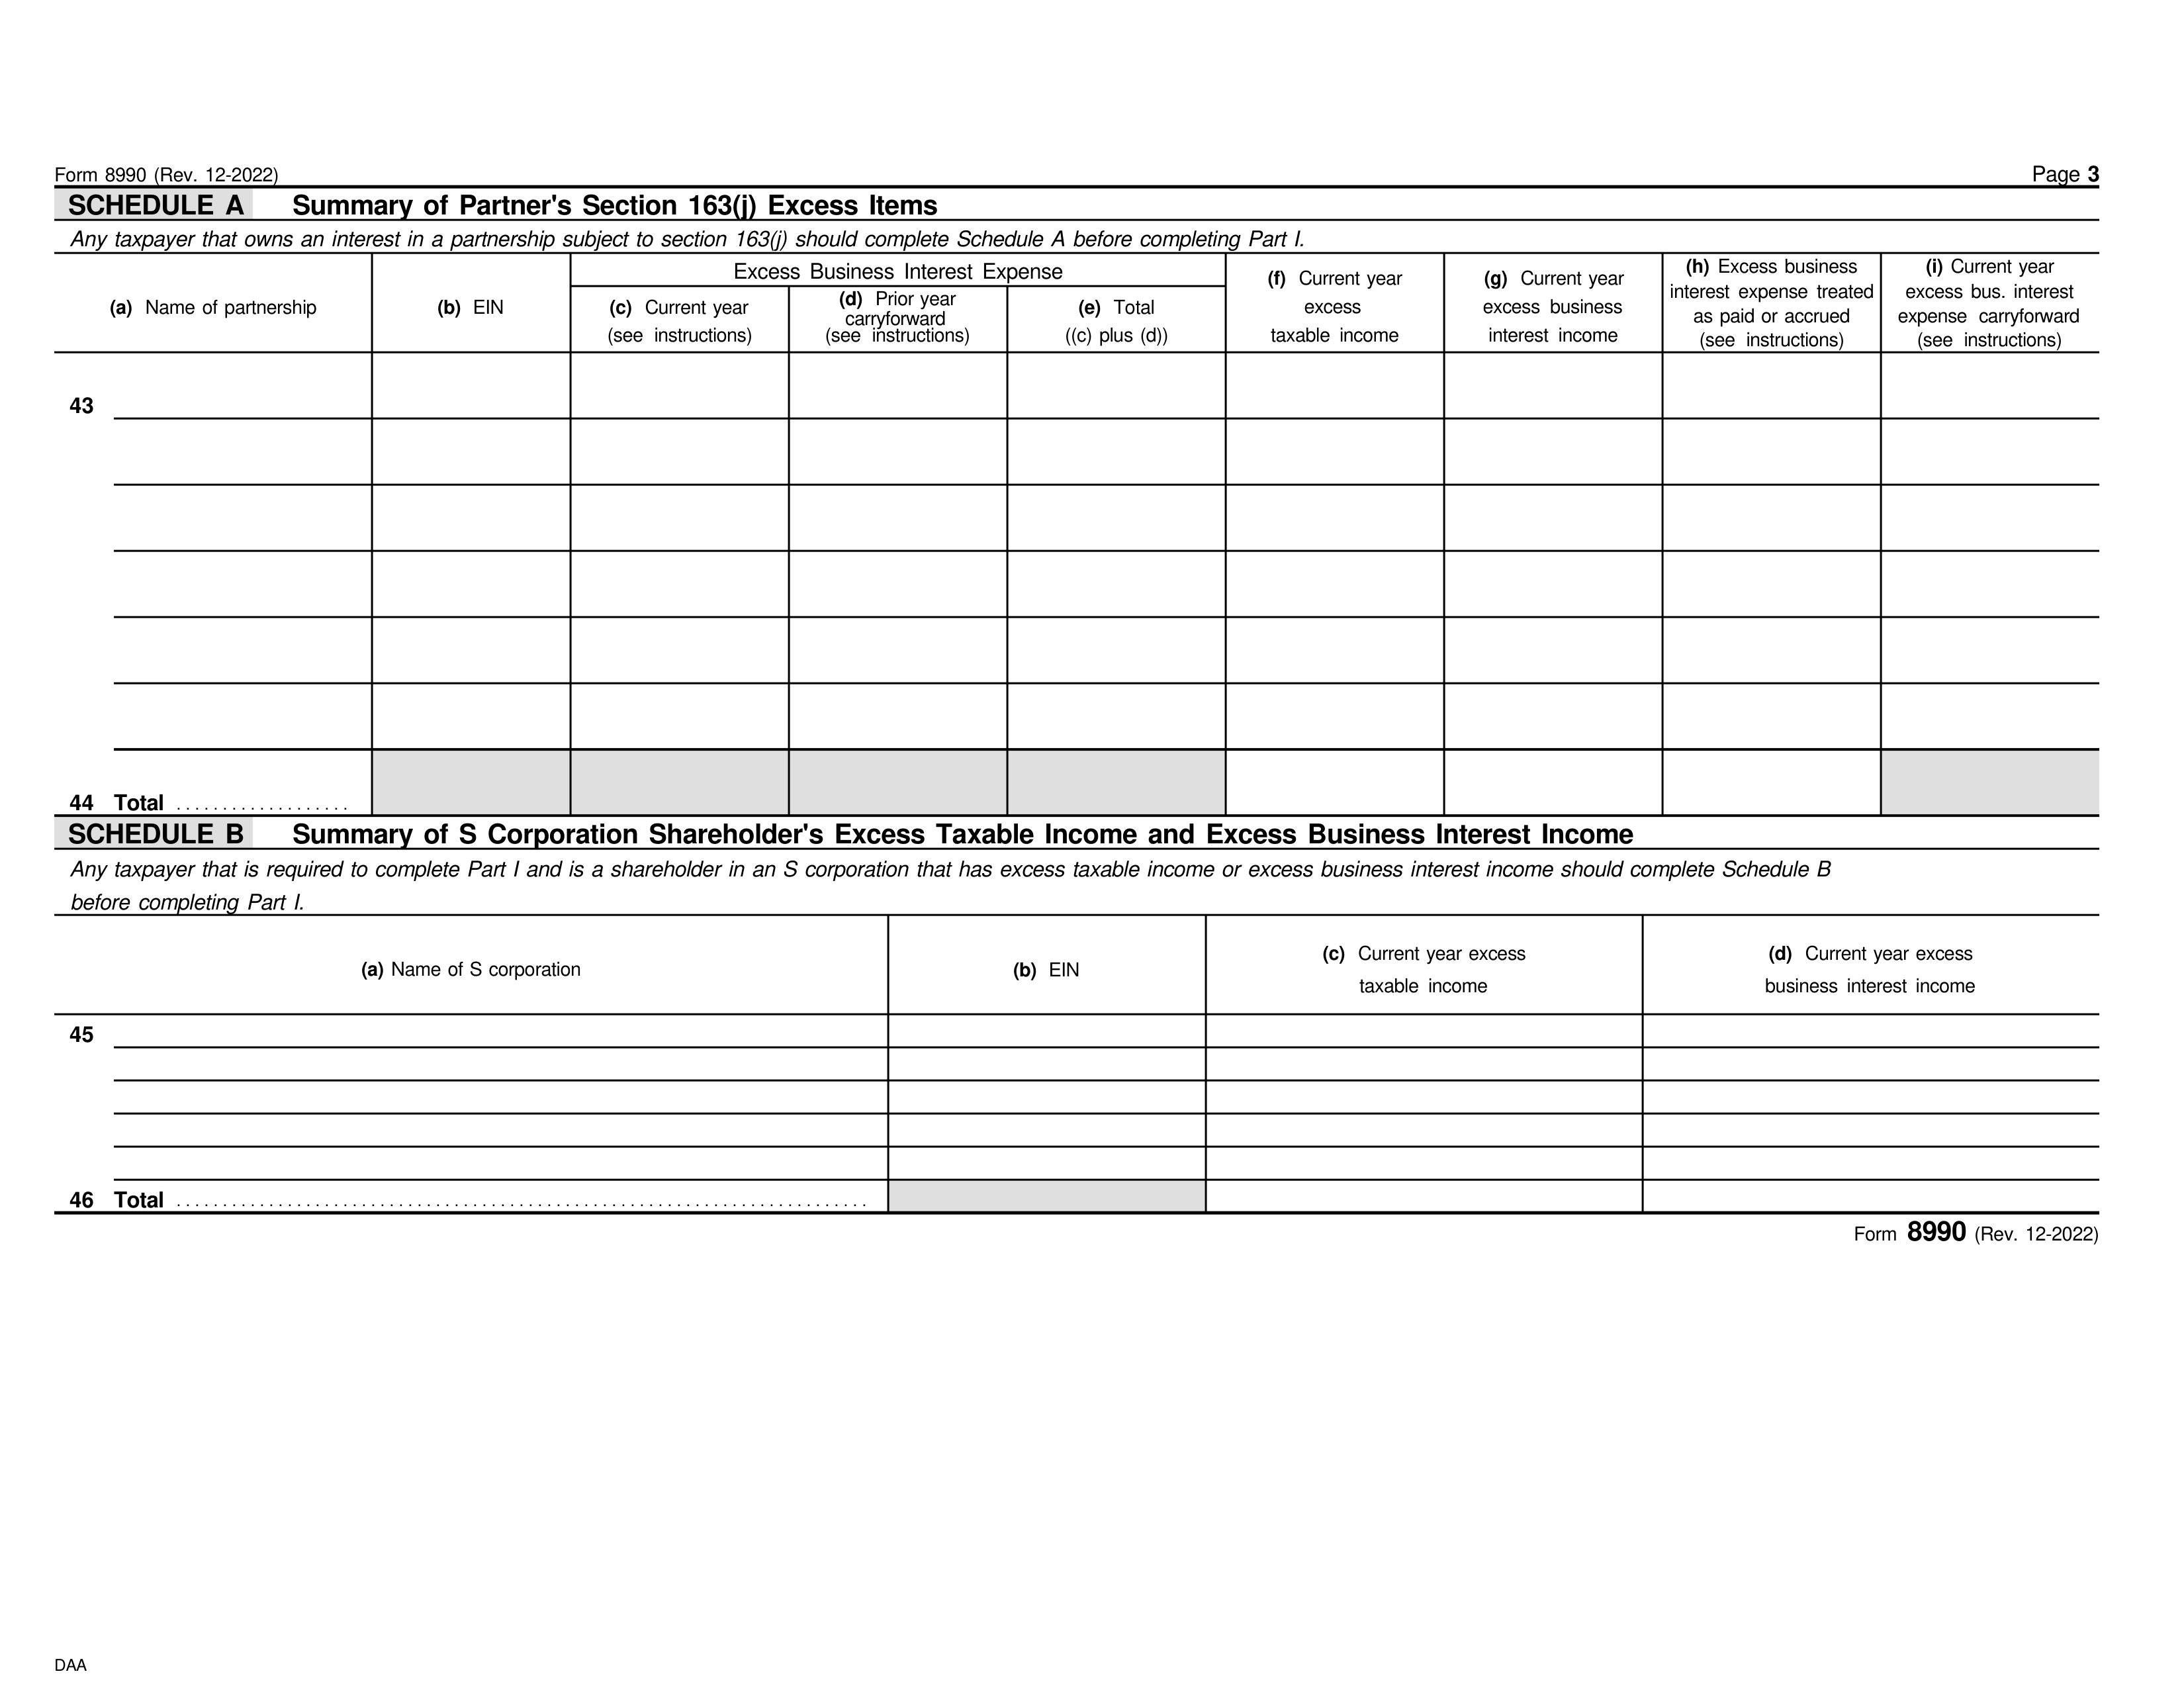 Form 8990 (Rev. 12-2022) Page 3
SCHEDULE A Summary of Partner's Section 163(j) Excess Items
Any taxpayer that owns an interest in a partnership subject to section 163(j) should complete Schedule A before completing Part I.
(a) Name of partnership
(b) EIN
Excess Business Interest Expense
(c) Current year
(see instructions)
(d) Prior year
carryforward
(see instructions)
(e) Total
((c) plus (d))
(f) Current year
excess
taxable income
(g) Current year
excess business
interest income
(h) Excess business
interest expense treated
as paid or accrued
(see instructions)
(i) Current year
excess bus. interest
expense carryforward
(see instructions)
43
44 Total ...................
SCHEDULE B Summary of S Corporation Shareholder's Excess Taxable Income and Excess Business Interest Income
Any taxpayer that is required to complete Part I and is a shareholder in an S corporation that has excess taxable income or excess business interest income should complete Schedule B
before completing Part I.
(a) Name of S corporation
(b) EIN
(c) Current year excess
taxable income
(d) Current year excess
business interest income
45
46 Total ...........................................................................
Form 8990 (Rev. 12-2022)
DAA